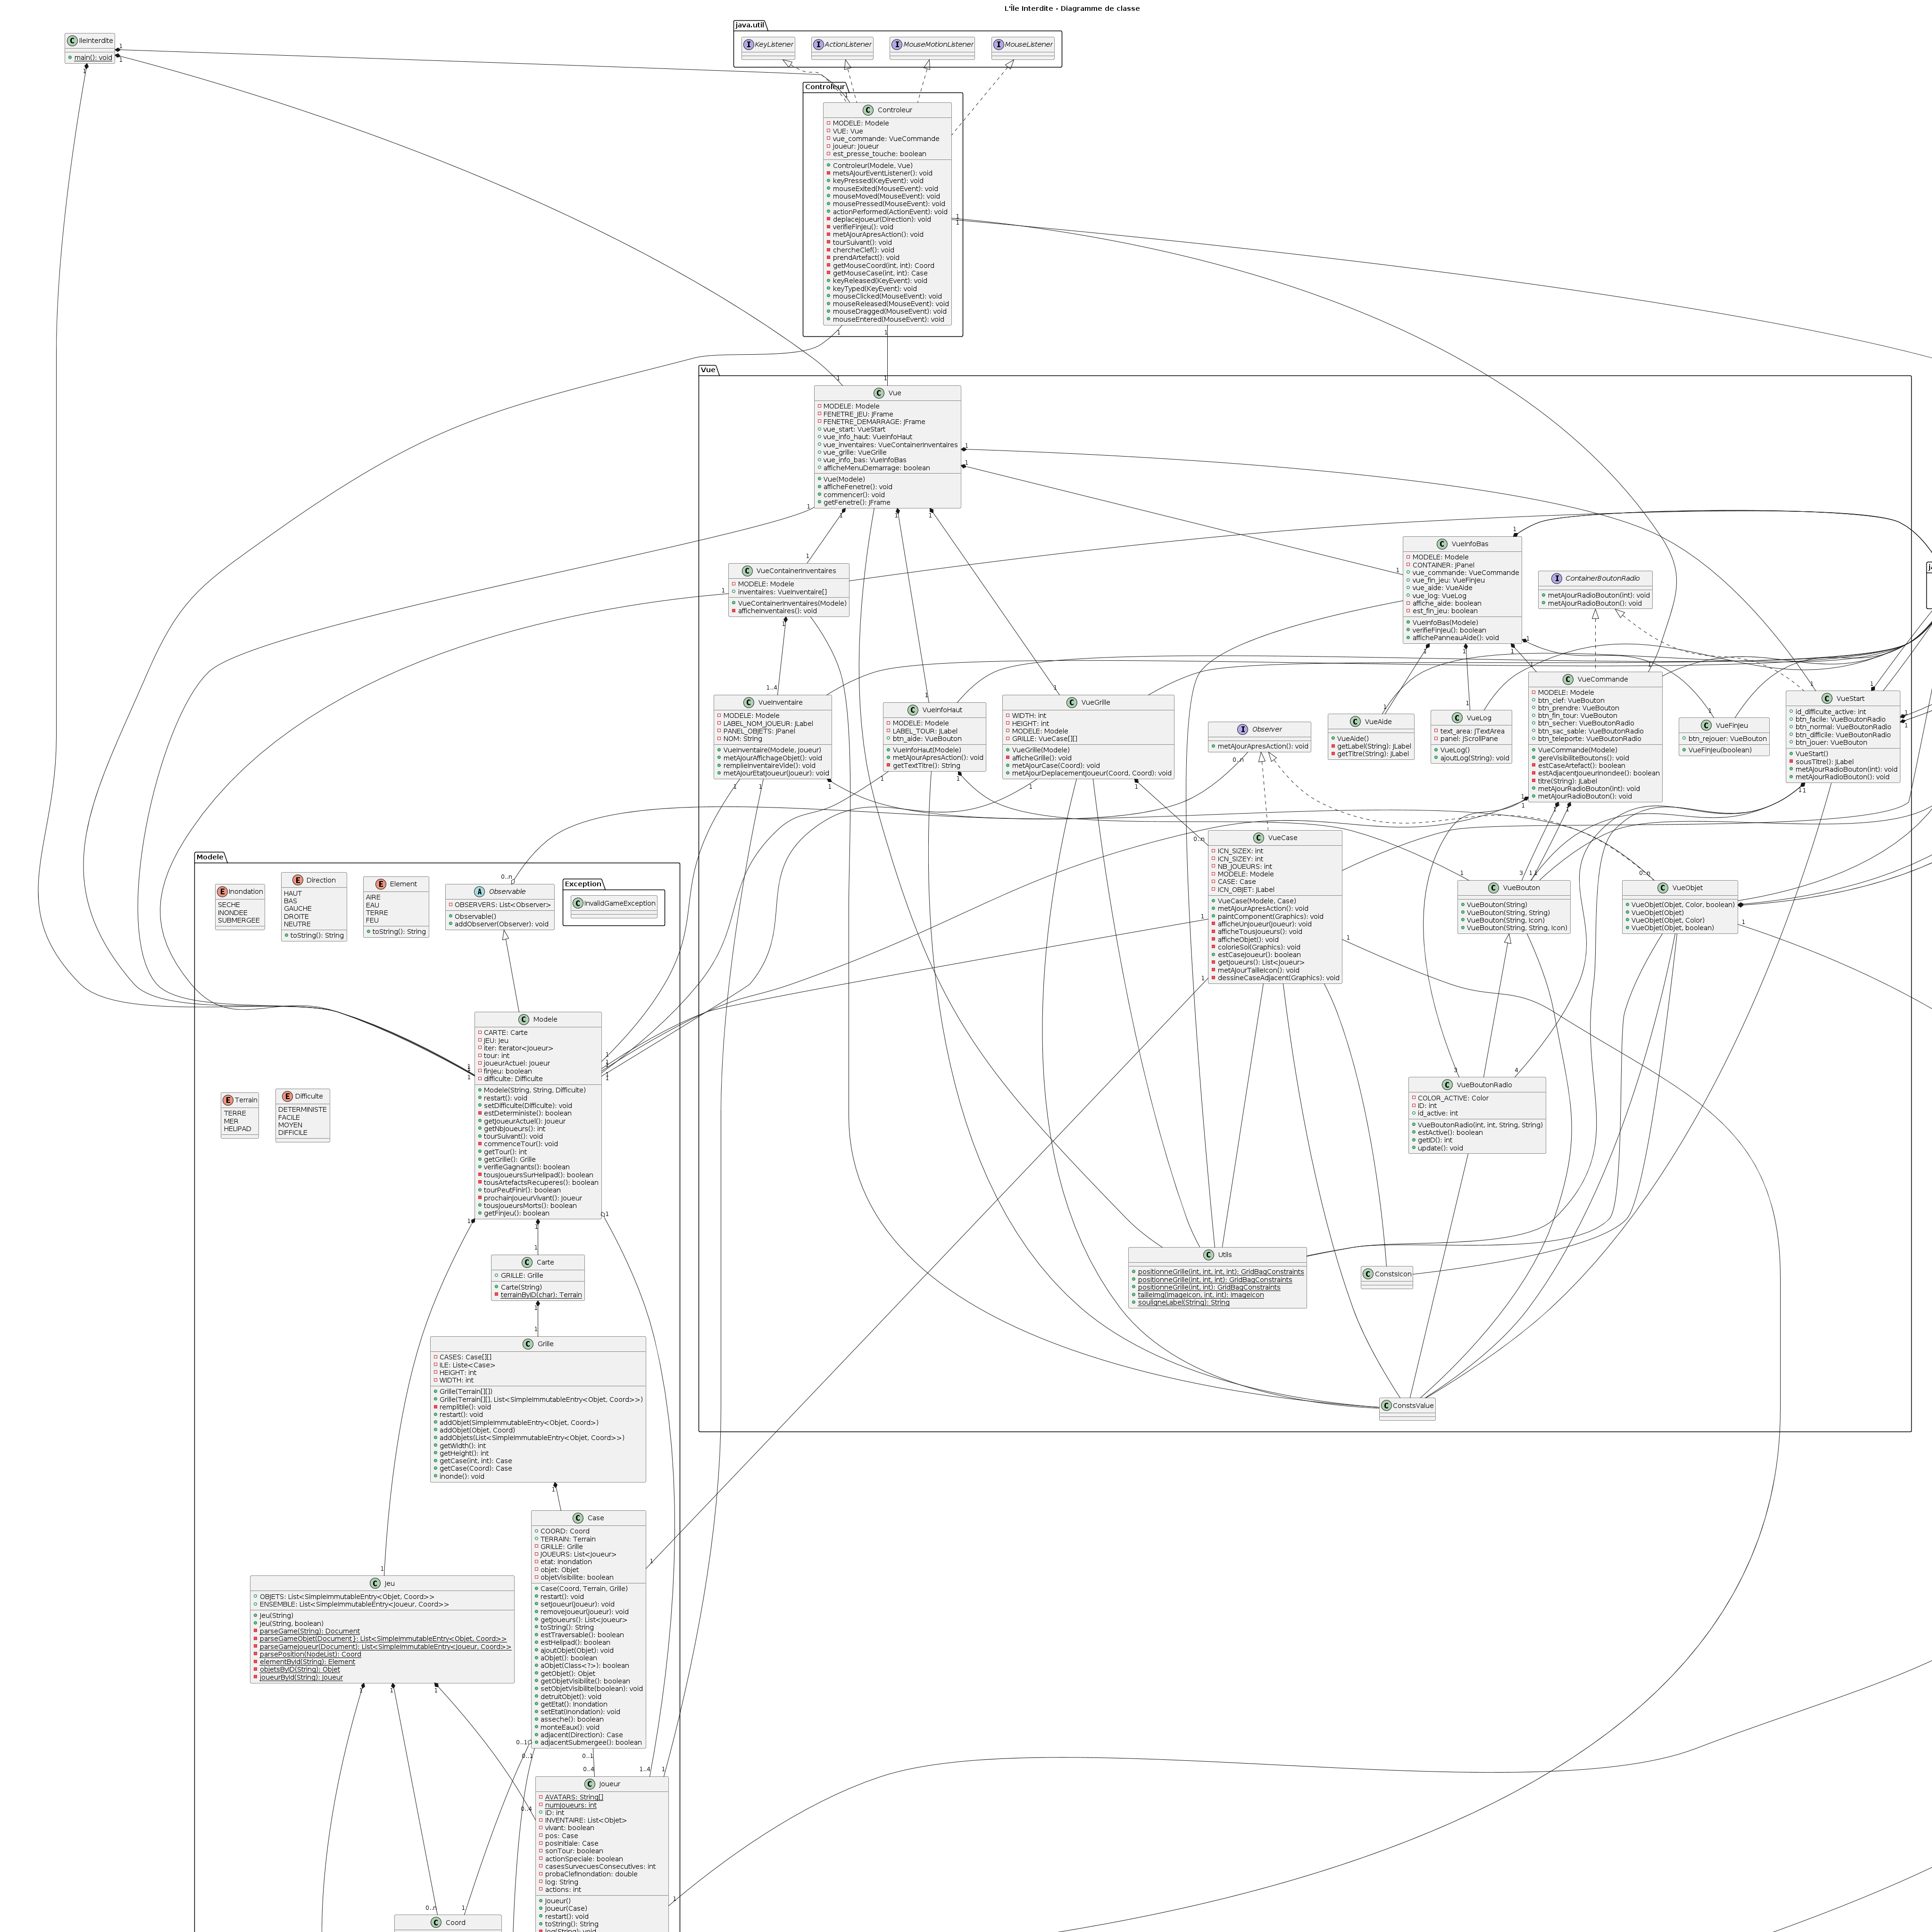 L'Île Interdite - Diagramme de classe
IleInterdite
main(): void
java.util
KeyListener
ActionListener
MouseMotionListener
MouseListener
Controleur
Controleur
MODELE: Modele
VUE: Vue
vue_commande: VueCommande
joueur: Joueur
est_presse_touche: boolean
Controleur(Modele, Vue)
metsAJourEventListener(): void
keyPressed(KeyEvent): void
mouseExited(MouseEvent): void
mouseMoved(MouseEvent): void
mousePressed(MouseEvent): void
actionPerformed(ActionEvent): void
deplaceJoueur(Direction): void
verifieFinJeu(): void
metAJourApresAction(): void
tourSuivant(): void
chercheClef(): void
prendArtefact(): void
getMouseCoord(int, int): Coord
getMouseCase(int, int): Case
keyReleased(KeyEvent): void
keyTyped(KeyEvent): void
mouseClicked(MouseEvent): void
mouseReleased(MouseEvent): void
mouseDragged(MouseEvent): void
mouseEntered(MouseEvent): void
Vue
Vue
MODELE: Modele
FENETRE_JEU: JFrame
FENETRE_DEMARRAGE: JFrame
vue_start: VueStart
vue_info_haut: VueInfoHaut
vue_inventaires: VueContainerInventaires
vue_grille: VueGrille
vue_info_bas: VueInfoBas
afficheMenuDemarrage: boolean
Vue(Modele)
afficheFenetre(): void
commencer(): void
getFenetre(): JFrame
VueContainerInventaires
MODELE: Modele
inventaires: VueInventaire[]
VueContainerInventaires(Modele)
afficheInventaires(): void
VueInfoBas
MODELE: Modele
CONTAINER: JPanel
vue_commande: VueCommande
vue_fin_jeu: VueFinJeu
vue_aide: VueAide
vue_log: VueLog
affiche_aide: boolean
est_fin_jeu: boolean
VueInfoBas(Modele)
verifieFinJeu(): boolean
affichePanneauAide(): void
ContainerBoutonRadio
metAJourRadioBouton(int): void
metAJourRadioBouton(): void
VueInventaire
MODELE: Modele
LABEL_NOM_JOUEUR: JLabel
PANEL_OBJETS: JPanel
NOM: String
VueInventaire(Modele, Joueur)
metAJourAffichageObjet(): void
remplieInventaireVide(): void
metAJourEtatJoueur(Joueur): void
VueInfoHaut
MODELE: Modele
LABEL_TOUR: JLabel
btn_aide: VueBouton
VueInfoHaut(Modele)
metAJourApresAction(): void
getTextTitre(): String
VueGrille
WIDTH: int
HEIGHT: int
MODELE: Modele
GRILLE: VueCase[][]
VueGrille(Modele)
afficheGrille(): void
metAJourCase(Coord): void
metAJourDeplacementJoueur(Coord, Coord): void
Observer
metAJourApresAction(): void
VueAide
VueAide()
getLabel(String): JLabel
getTitre(String): JLabel
VueLog
text_area: JTextArea
panel: JScrollPane
VueLog()
ajoutLog(String): void
VueCommande
MODELE: Modele
btn_clef: VueBouton
btn_prendre: VueBouton
btn_fin_tour: VueBouton
btn_secher: VueBoutonRadio
btn_sac_sable: VueBoutonRadio
btn_teleporte: VueBoutonRadio
VueCommande(Modele)
gereVisibiliteBoutons(): void
estCaseArtefact(): boolean
estAdjacentJoueurInondee(): boolean
titre(String): JLabel
metAJourRadioBouton(int): void
metAJourRadioBouton(): void
VueFinJeu
btn_rejouer: VueBouton
VueFinJeu(boolean)
VueStart
id_difficulte_active: int
btn_facile: VueBoutonRadio
btn_normal: VueBoutonRadio
btn_difficile: VueBoutonRadio
btn_jouer: VueBouton
VueStart()
sousTitre(): JLabel
metAJourRadioBouton(int): void
metAJourRadioBouton(): void
VueCase
ICN_SIZEX: int
ICN_SIZEY: int
NB_JOUEURS: int
MODELE: Modele
CASE: Case
ICN_OBJET: JLabel
VueCase(Modele, Case)
metAJourApresAction(): void
paintComponent(Graphics): void
afficheUnJoueur(Joueur): void
afficheTousJoueurs(): void
afficheObjet(): void
colorieSol(Graphics): void
estCaseJoueur(): boolean
getJoueurs(): List<Joueur>
metAJourTailleIcon(): void
dessineCaseAdjacent(Graphics): void
VueBouton
VueBouton(String)
VueBouton(String, String)
VueBouton(String, Icon)
VueBouton(String, String, icon)
VueObjet
VueObjet(Objet, Color, boolean)
VueObjet(Objet)
VueObjet(Objet, Color)
VueObjet(Objet, boolean)
VueBoutonRadio
COLOR_ACTIVE: Color
ID: int
id_active: int
VueBoutonRadio(int, int, String, String)
estActive(): boolean
getID(): int
update(): void
Utils
positionneGrille(int, int, int, int): GridBagConstraints
positionneGrille(int, int, int): GridBagConstraints
positionneGrille(int, int): GridBagConstraints
tailleImg(ImageIcon, int, int): ImageIcon
souligneLabel(String): String
ConstsIcon
ConstsValue
Modele
Inondation
SECHE
INONDEE
SUBMERGEE
Direction
HAUT
BAS
GAUCHE
DROITE
NEUTRE
toString(): String
Element
AIRE
EAU
TERRE
FEU
toString(): String
Observable
OBSERVERS: List<Observer>
Observable()
addObserver(Observer): void
Exception
InvalidGameException
Terrain
TERRE
MER
HELIPAD
Difficulte
DETERMINISTE
FACILE
MOYEN
DIFFICILE
Modele
CARTE: Carte
JEU: Jeu
iter: Iterator<Joueur>
tour: int
joueurActuel: Joueur
finJeu: boolean
difficulte: Difficulte
Modele(String, String, Difficulte)
restart(): void
setDifficulte(Difficulte): void
estDeterministe(): boolean
getJoueurActuel(): Joueur
getNbJoueurs(): int
tourSuivant(): void
commenceTour(): void
getTour(): int
getGrille(): Grille
verifieGagnants(): boolean
tousJoueursSurHelipad(): boolean
tousArtefactsRecuperes(): boolean
tourPeutFinir(): boolean
prochainJoueurVivant(): Joueur
tousJoueursMorts(): boolean
getFinJeu(): boolean
Carte
GRILLE: Grille
Carte(String)
terrainByID(char): Terrain
Grille
CASES: Case[][]
ILE: Liste<Case>
HEIGHT: int
WIDTH: int
Grille(Terrain[][])
Grille(Terrain[][], List<SimpleImmutableEntry<Objet, Coord>>)
remplitIle(): void
restart(): void
addObjet(SimpleImmutableEntry<Objet, Coord>)
addObjet(Objet, Coord)
addObjets(List<SimpleImmutableEntry<Objet, Coord>>)
getWidth(): int
getHeight(): int
getCase(int, int): Case
getCase(Coord): Case
inonde(): void
Case
COORD: Coord
TERRAIN: Terrain
GRILLE: Grille
JOUEURS: List<Joueur>
etat: Inondation
objet: Objet
objetVisibilite: boolean
Case(Coord, Terrain, Grille)
restart(): void
setJoueur(Joueur): void
removeJoueur(Joueur): void
getJoueurs(): List<Joueur>
toString(): String
estTraversable(): boolean
estHelipad(): boolean
ajoutObjet(Objet): void
aObjet(): boolean
aObjet(Class<?>): boolean
getObjet(): Objet
getObjetVisibilite(): boolean
setObjetVisibilite(boolean): void
detruitObjet(): void
getEtat(): Inondation
setEtat(Inondation): void
asseche(): boolean
monteEaux(): void
adjacent(Direction): Case
adjacentSubmergee(): boolean
Jeu
OBJETS: List<SimpleImmutableEntry<Objet, Coord>>
ENSEMBLE: List<SimpleImmutableEntry<Joueur, Coord>>
Jeu(String)
Jeu(String, boolean)
parseGame(String): Document
parseGameObjet(Document}: List<SimpleImmutableEntry<Objet, Coord>>
parseGameJoueur(Document): List<SimpleImmutableEntry<Joueur, Coord>>
parsePosition(NodeList): Coord
elementById(String): Element
objetsByID(String): Objet
joueurById(String): Joueur
Joueur
AVATARS: String[]
numJoueurs: int
ID: int
INVENTAIRE: List<Objet>
vivant: boolean
pos: Case
posInitiale: Case
sonTour: boolean
actionSpeciale: boolean
casesSurvecuesConsecutives: int
probaClefInondation: double
log: String
actions: int
Joueur()
Joueur(Case)
restart(): void
toString(): String
log(String): void
Coord